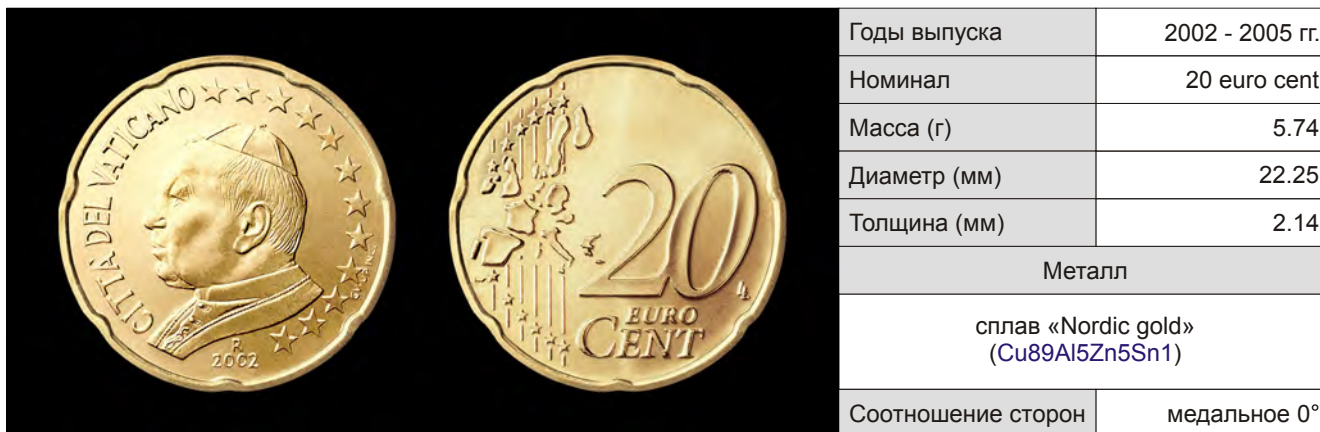 CITTA DEL VATICANO
R
2002
20
EURO
CENT
Годы выпуска 2002 - 2005 гг.
Номинал 20 euro cent
Масса (г) 5.74
Диаметр (мм) 22.25
Толщина (мм) 2.14
Металл
сплав «Nordic gold»
(Cu89Al5Zn5Sn1)
Соотношение сторон медальное 0°